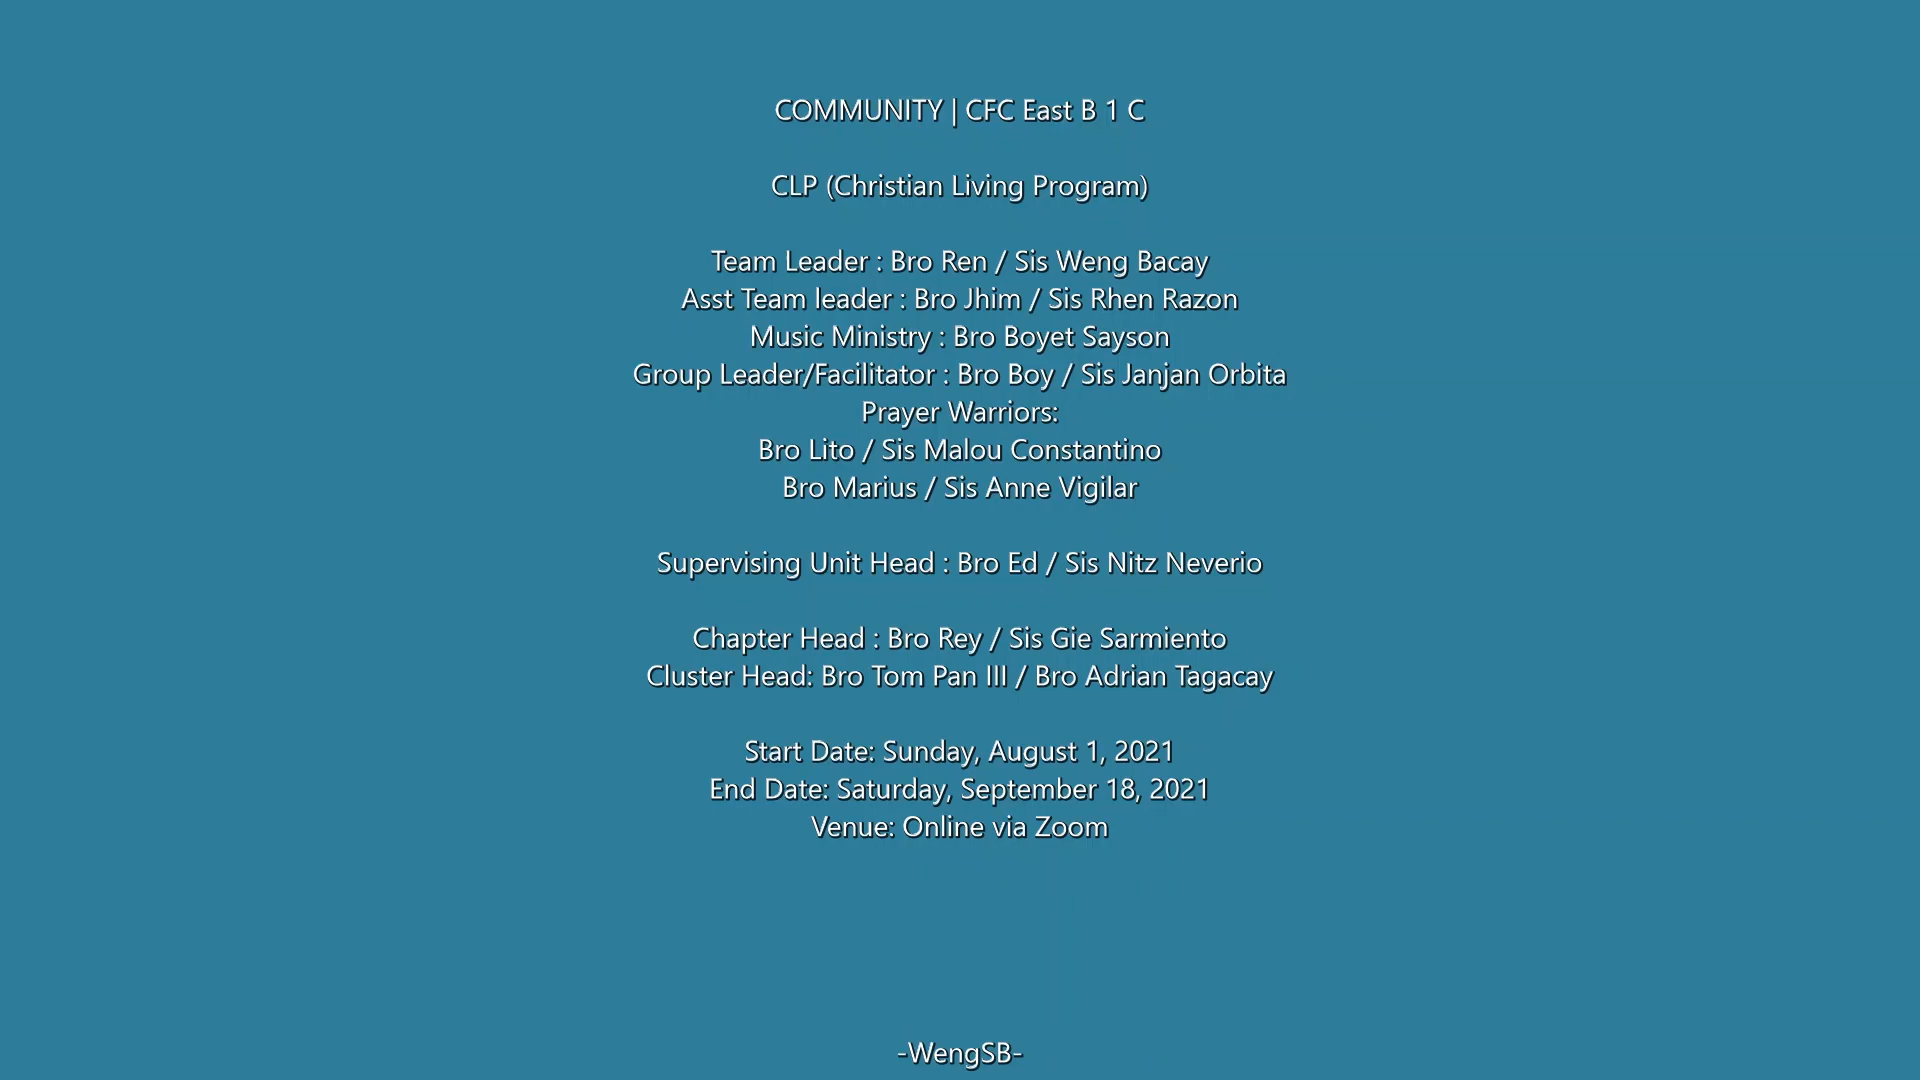 COMMUNITY | CFC East B 1 C
CLP (Christian Living Program)
Team Leader : Bro Ren / Sis Weng Bacay
Asst Team leader : Bro Jhim / Sis Rhen Razon
Music Ministry : Bro Boyet Sayson
Group Leader/Facilitator : Bro Boy / Sis Janjan Orbita
Prayer Warriors:
Bro Lito / Sis Malou Constantino
Bro Marius / Sis Anne Vigilar
Supervising Unit Head : Bro Ed / Sis Nitz Neverio
Chapter Head : Bro Rey / Sis Gie Sarmiento
Cluster Head: Bro Tom Pan III / Bro Adrian Tagacay
Start Date: Sunday, August 1, 2021
End Date: Saturday, September 18, 2021
Venue: Online via Zoom
-WengSB-